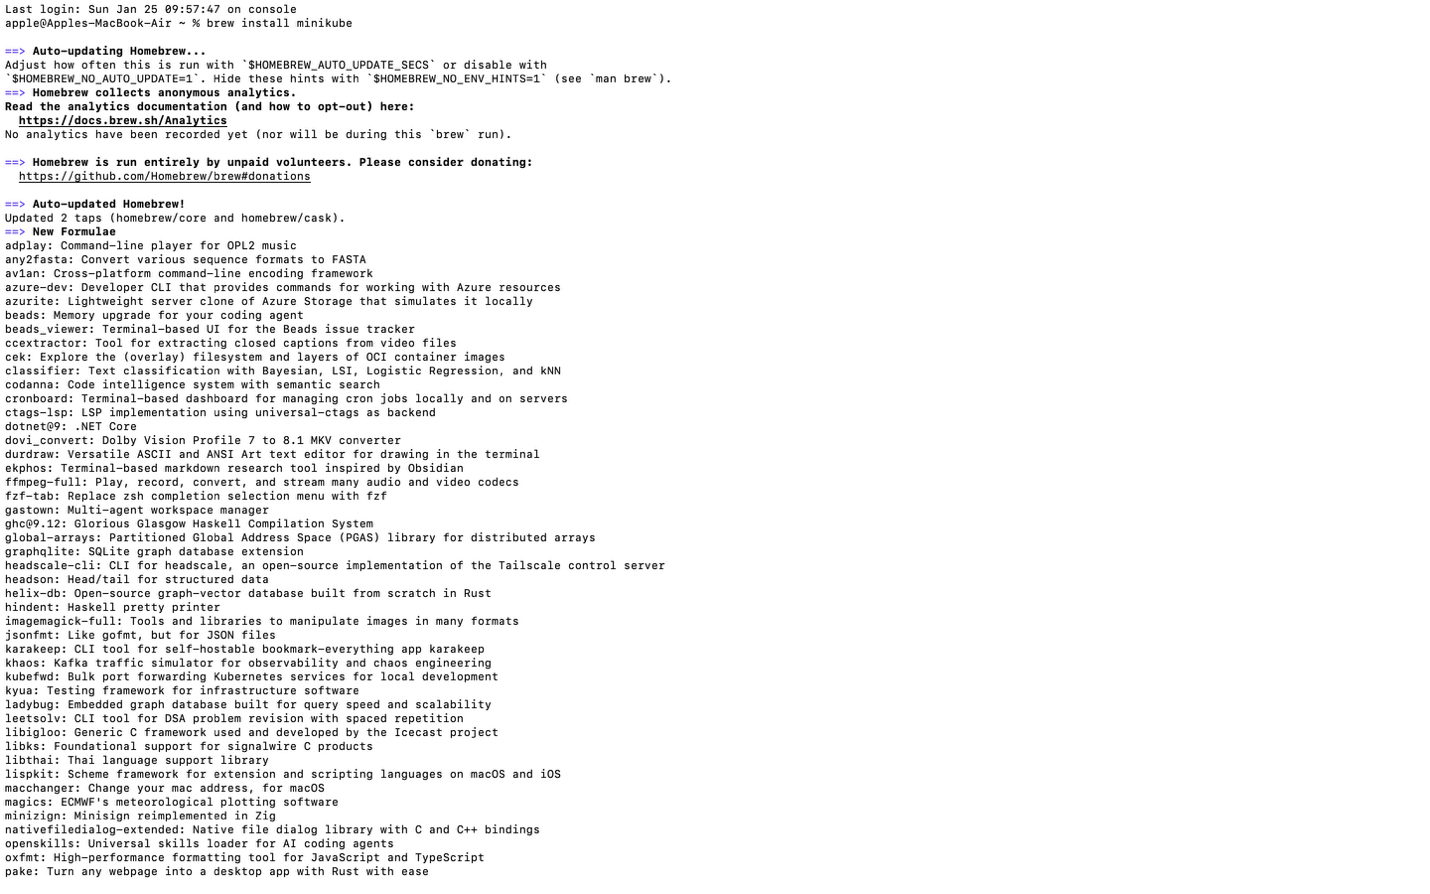 Last login: Sun Jan 25 09:57:47 on console
apple@Apples-MacBook-Air ~ % brew install minikube
==> Auto-updating Homebrew...
Adjust how often this is run with `$HOMEBREW_AUTO_UPDATE_SECS` or disable with
`$HOMEBREW_NO_AUTO_UPDATE=1`. Hide these hints with `$HOMEBREW_NO_ENV_HINTS=1` (see `man brew`).
==> Homebrew collects anonymous analytics.
Read the analytics documentation (and how to opt-out) here:
  https://docs.brew.sh/Analytics
No analytics have been recorded yet (nor will be during this `brew` run).
==> Homebrew is run entirely by unpaid volunteers. Please consider donating:
  https://github.com/Homebrew/brew#donations
==> Auto-updated Homebrew!
Updated 2 taps (homebrew/core and homebrew/cask).
==> New Formulae
adplay: Command-line player for OPL2 music
any2fasta: Convert various sequence formats to FASTA
av1an: Cross-platform command-line encoding framework
azure-dev: Developer CLI that provides commands for working with Azure resources
azurite: Lightweight server clone of Azure Storage that simulates it locally
beads: Memory upgrade for your coding agent
beads_viewer: Terminal-based UI for the Beads issue tracker
ccextractor: Tool for extracting closed captions from video files
cek: Explore the (overlay) filesystem and layers of OCI container images
classifier: Text classification with Bayesian, LSI, Logistic Regression, and kNN
codanna: Code intelligence system with semantic search
cronboard: Terminal-based dashboard for managing cron jobs locally and on servers
ctags-lsp: LSP implementation using universal-ctags as backend
dotnet@9: .NET Core
dovi_convert: Dolby Vision Profile 7 to 8.1 MKV converter
durdraw: Versatile ASCII and ANSI Art text editor for drawing in the terminal
ekphos: Terminal-based markdown research tool inspired by Obsidian
ffmpeg-full: Play, record, convert, and stream many audio and video codecs
fzf-tab: Replace zsh completion selection menu with fzf
gastown: Multi-agent workspace manager
ghc@9.12: Glorious Glasgow Haskell Compilation System
global-arrays: Partitioned Global Address Space (PGAS) library for distributed arrays
graphqlite: SQLite graph database extension
headscale-cli: CLI for headscale, an open-source implementation of the Tailscale control server
headson: Head/tail for structured data
helix-db: Open-source graph-vector database built from scratch in Rust
hindent: Haskell pretty printer
imagemagick-full: Tools and libraries to manipulate images in many formats
jsonfmt: Like gofmt, but for JSON files
karakeep: CLI tool for self-hostable bookmark-everything app karakeep
khaos: Kafka traffic simulator for observability and chaos engineering
kubefwd: Bulk port forwarding Kubernetes services for local development
kyua: Testing framework for infrastructure software
ladybug: Embedded graph database built for query speed and scalability
leetsolv: CLI tool for DSA problem revision with spaced repetition
libigloo: Generic C framework used and developed by the Icecast project
libks: Foundational support for signalwire C products
libthai: Thai language support library
lispkit: Scheme framework for extension and scripting languages on macOS and iOS
macchanger: Change your mac address, for macOS
magics: ECMWF's meteorological plotting software
minizign: Minisign reimplemented in Zig
nativefiledialog-extended: Native file dialog library with C and C++ bindings
openskills: Universal skills loader for AI coding agents
oxfmt: High-performance formatting tool for JavaScript and TypeScript
pake: Turn any webpage into a desktop app with Rust with ease